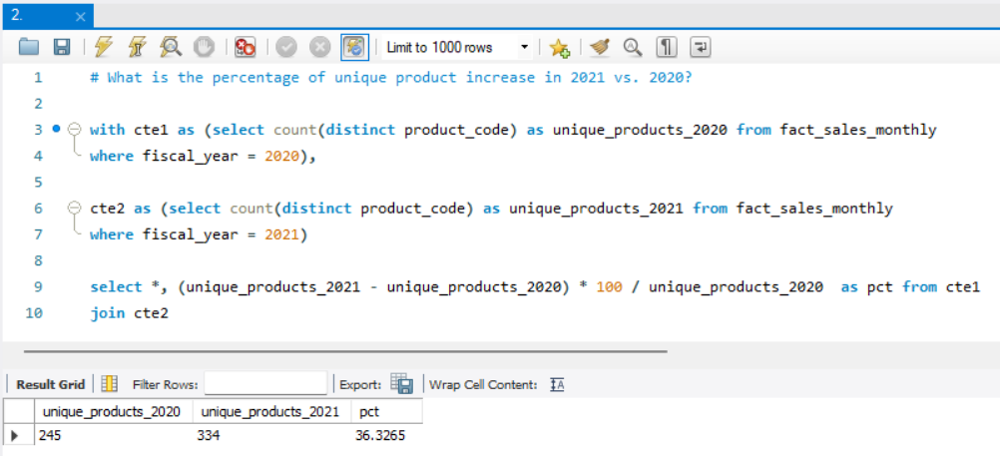 2.
Limit to 1000 rows
1 # What is the percentage of unique product increase in 2021 vs. 2020?
2
3 with cte1 as (select count(distinct product_code) as unique_products_2020 from fact_sales_monthly
4 where fiscal_year = 2020),
5
6 cte2 as (select count(distinct product_code) as unique_products_2021 from fact_sales_monthly
7 where fiscal_year = 2021)
8
9 select *, (unique_products_2021 - unique_products_2020) * 100 / unique_products_2020  as pct from cte1
10 join cte2
Result Grid Filter Rows: Export: Wrap Cell Content: IA
unique_products_2020 unique_products_2021 pct
245 334 36.3265